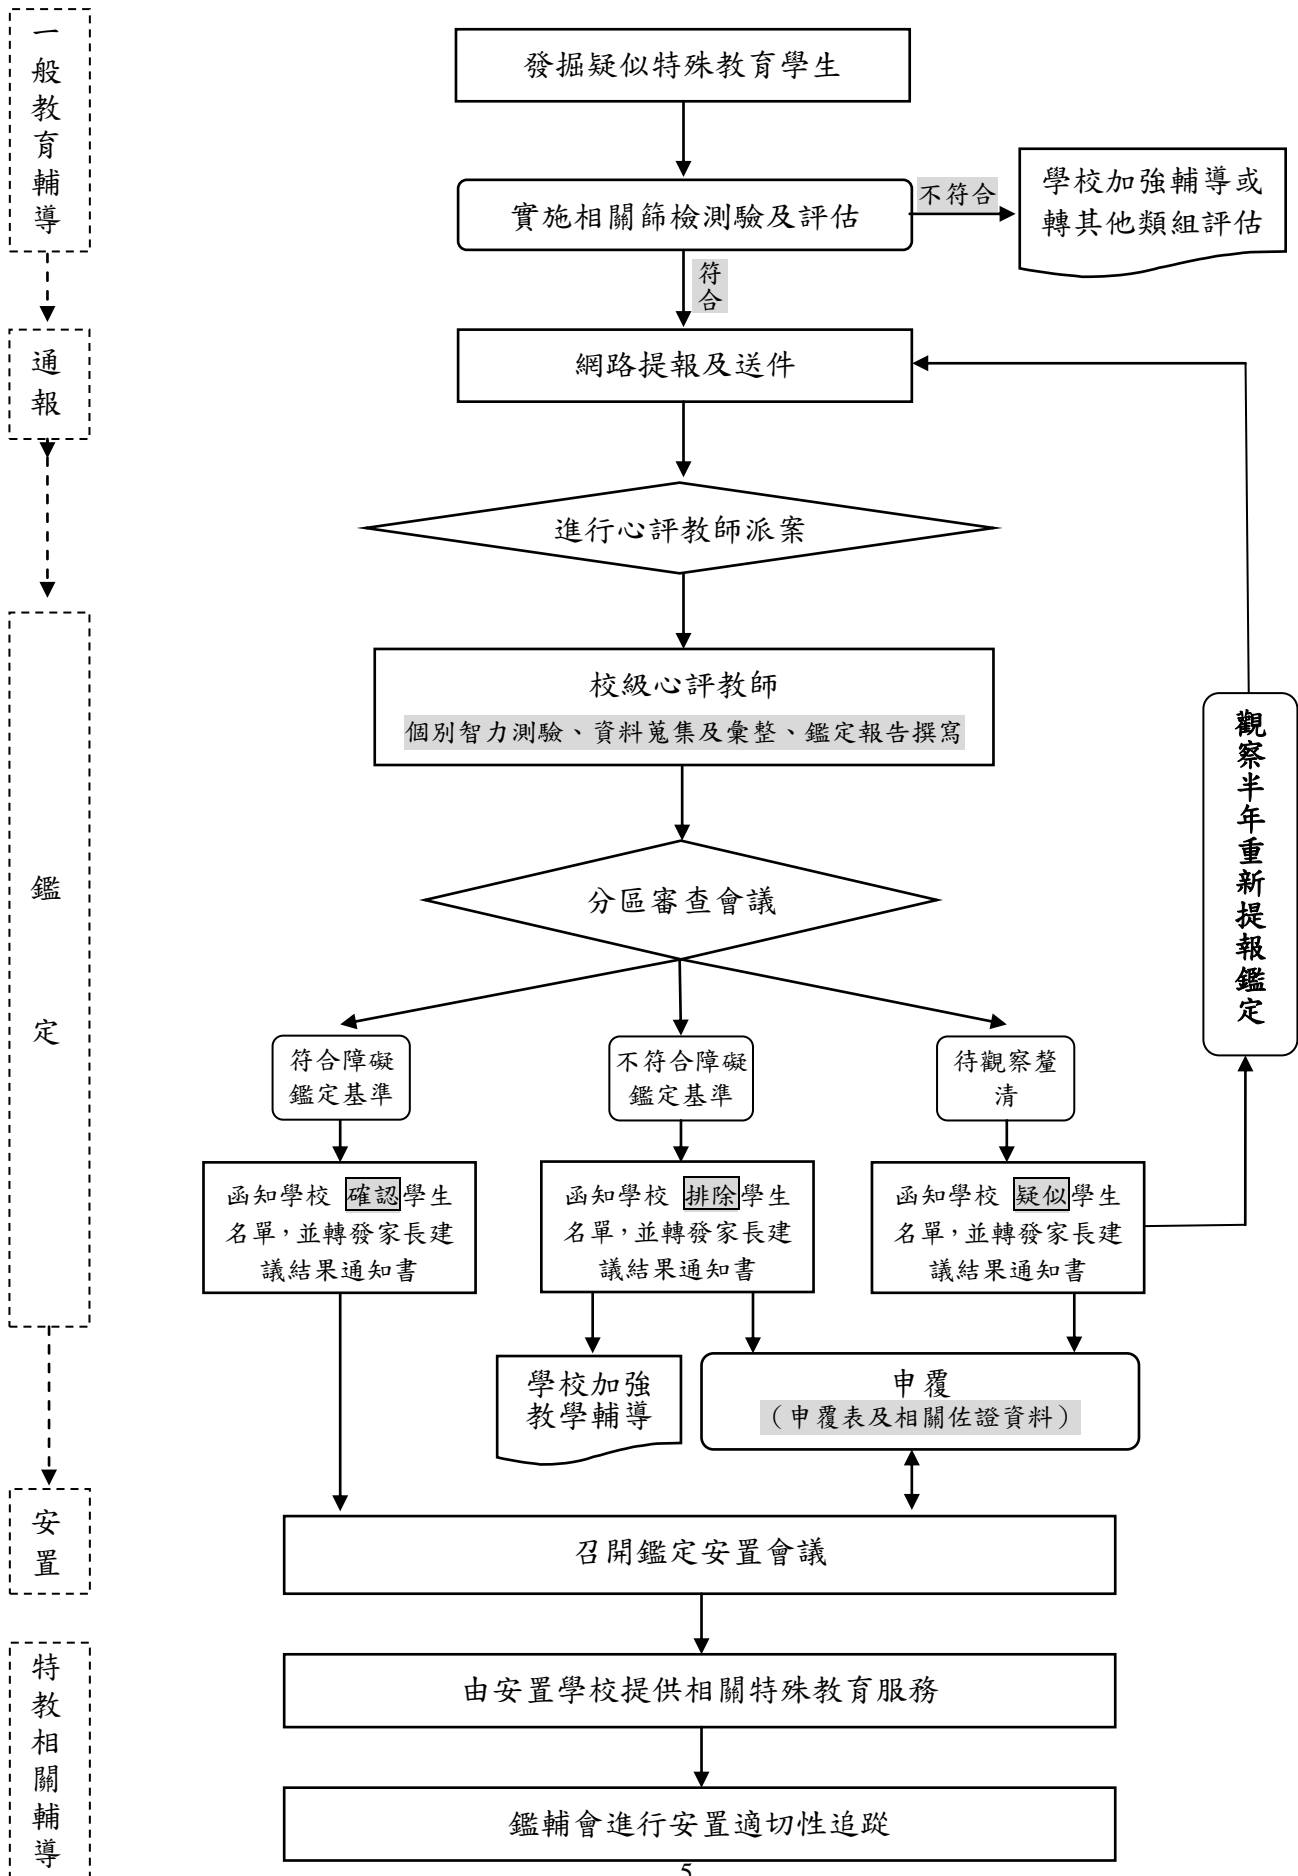 一般教育輔導
發掘疑似特殊教育學生
實施相關篩檢測驗及評估
不符合
學校加強輔導或
轉其他類組評估
符合
通報
網路提報及送件
進行心評教師派案
鑑定
校級心評教師
個別智力測驗、資料蒐集及彙整、鑑定報告撰寫
觀察半年重新提報鑑定
分區審查會議
符合障礙
鑑定基準
不符合障礙
鑑定基準
待觀察釐
清
函知學校 確認學生
名單，並轉發家長建
議結果通知書
函知學校 排除學生
名單，並轉發家長建
議結果通知書
函知學校 疑似學生
名單，並轉發家長建
議結果通知書
學校加強
教學輔導
申覆
（申覆表及相關佐證資料）
安置
召開鑑定安置會議
特教相關輔導
由安置學校提供相關特殊教育服務
鑑輔會進行安置適切性追蹤
5